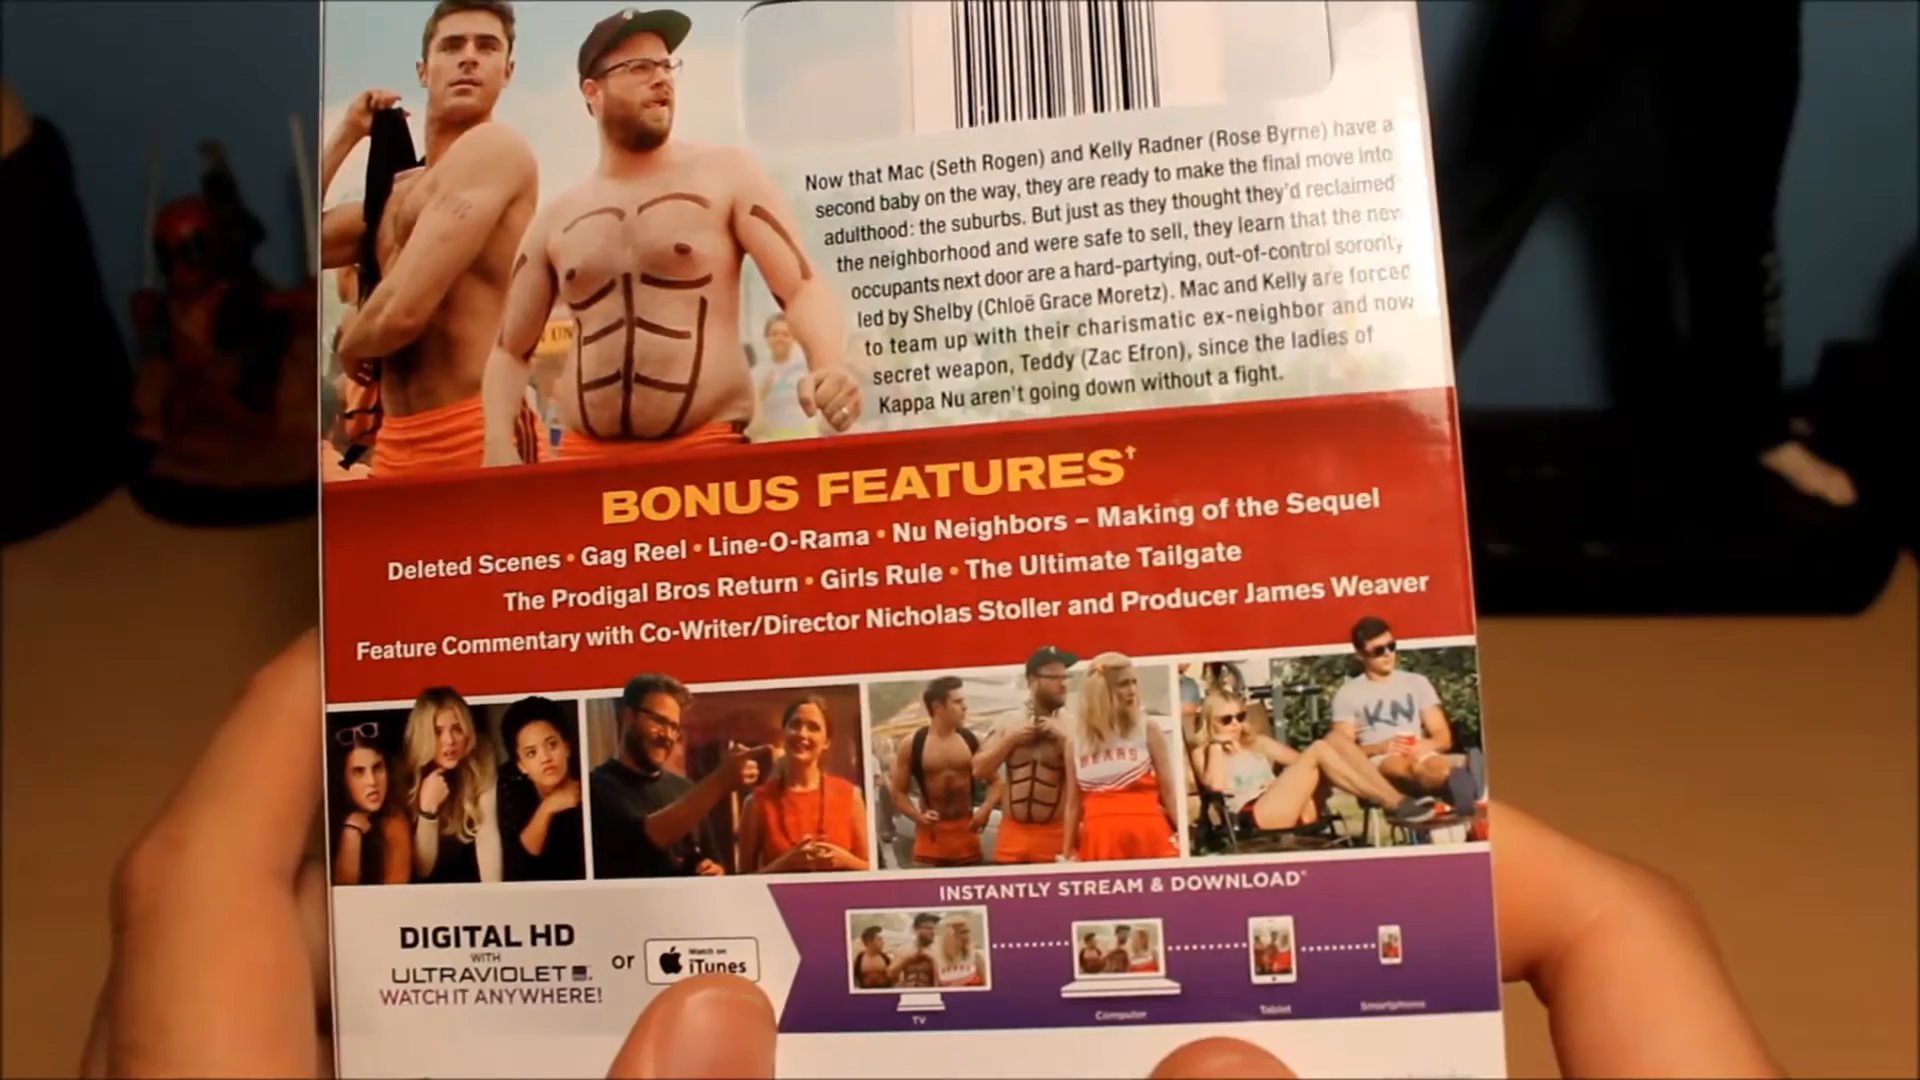 Now that Mac (Seth Rogen) and Kelly Radner (Rose Byrne) have a
second baby on the way, they are ready to make the final move into
adulthood: the suburbs. But just as they thought they'd reclaimed
the neighborhood and were safe to sell, they learn that the new
occupants next door are a hard-partying, out-of-control sorority
led by Shelby (Chloë Grace Moretz). Mac and Kelly are forced
to team up with their charismatic ex-neighbor and now
secret weapon, Teddy (Zac Efron), since the ladies of
Kappa Nu aren't going down without a fight.
BONUS FEATURES†
Deleted Scenes • Gag Reel • Line-O-Rama • Nu Neighbors – Making of the Sequel
The Prodigal Bros Return • Girls Rule • The Ultimate Tailgate
Feature Commentary with Co-Writer/Director Nicholas Stoller and Producer James Weaver
BEARS
KN
INSTANTLY STREAM & DOWNLOAD*
DIGITAL HD
WITH
ULTRAVIOLET
WATCH IT ANYWHERE!
or
Watch on
iTunes
TV
Computer
Tablet
Smartphone